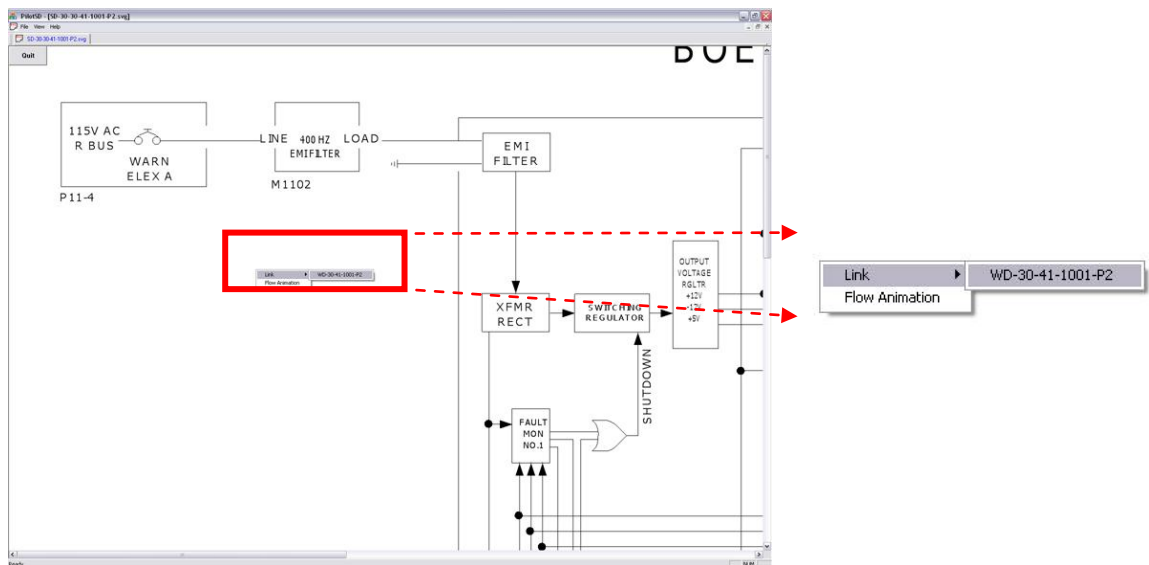 PilotSD - [SD-30-30-41-1001-P2.svg]
File View Help
SD-30-30-41-1001-P2.svg
Quit
BOE
115V AC
R BUS
WARN
ELEX A
P11-4
LINE 400 HZ LOAD
EMIFILTER
M1102
EMI
FILTER
Link WD-30-41-1001-P2
Flow Animation
Link WD-30-41-1001-P2
Flow Animation
OUTPUT
VOLTAGE
RGLTR
+12V
-12V
+5V
XFMR
RECT
SWITCHING
REGULATOR
SHUTDOWN
FAULT
MON
NO.1
Ready
NUM